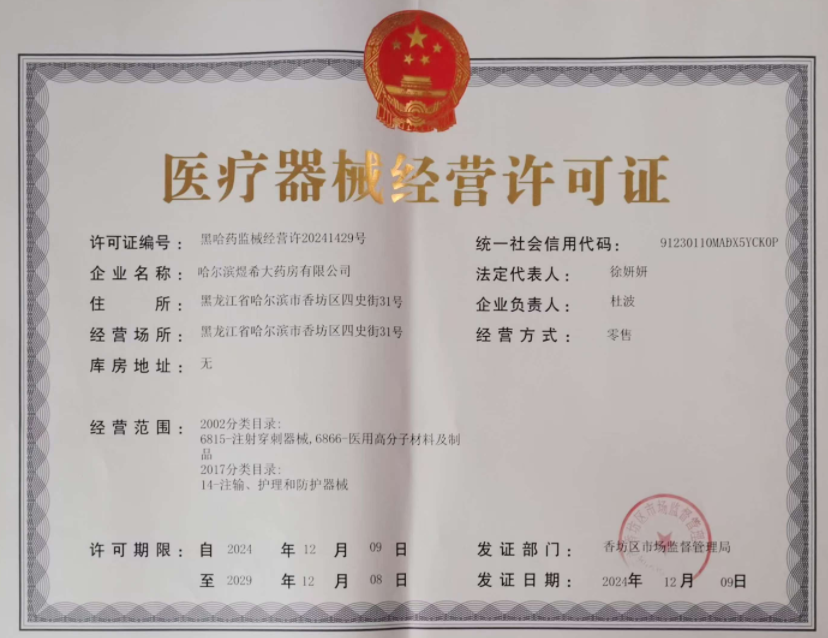 医疗器械经营许可证
许可证编号：黑哈药监械经营许20241429号
统一社会信用代码：91230110MADX5YCK0P
企业名称：哈尔滨煜希大药房有限公司
法定代表人：徐妍妍
住所：黑龙江省哈尔滨市香坊区四史街31号
企业负责人：杜波
经营场所：黑龙江省哈尔滨市香坊区四史街31号
经营方式：零售
库房地址：无
经营范围：2002分类目录:
6815-注射穿刺器械,6866-医用高分子材料及制
品
2017分类目录:
14-注输、护理和防护器械
许可期限：自 2024 年 12 月 09 日
发证部门：香坊区市场监督管理局
至 2029 年 12 月 08 日
发证日期：2024年 12月 09日